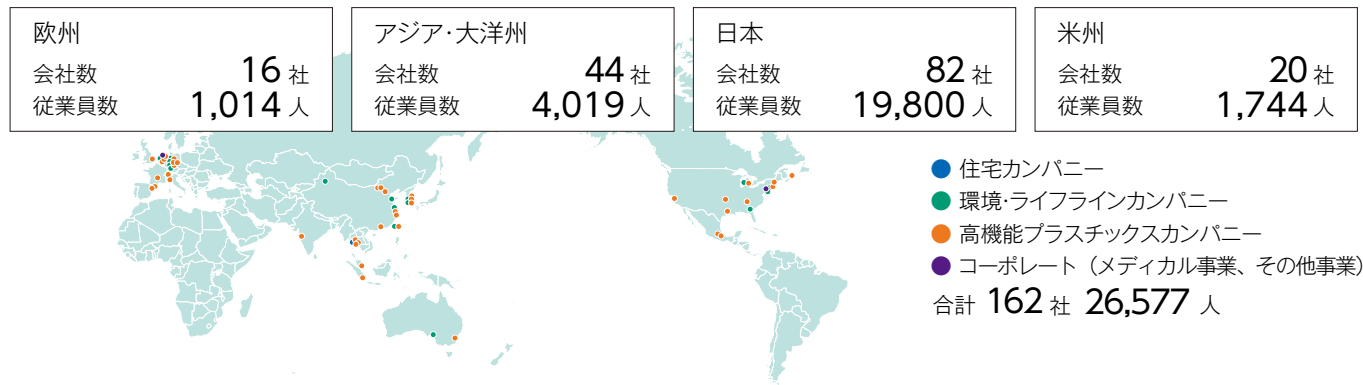 欧州
会社数 16 社
従業員数 1,014 人
アジア・大洋州
会社数 44 社
従業員数 4,019 人
日本
会社数 82 社
従業員数 19,800 人
米州
会社数 20 社
従業員数 1,744 人
住宅カンパニー
環境・ライフラインカンパニー
高機能プラスチックスカンパニー
コーポレート（メディカル事業、その他事業）
合計 162 社 26,577 人